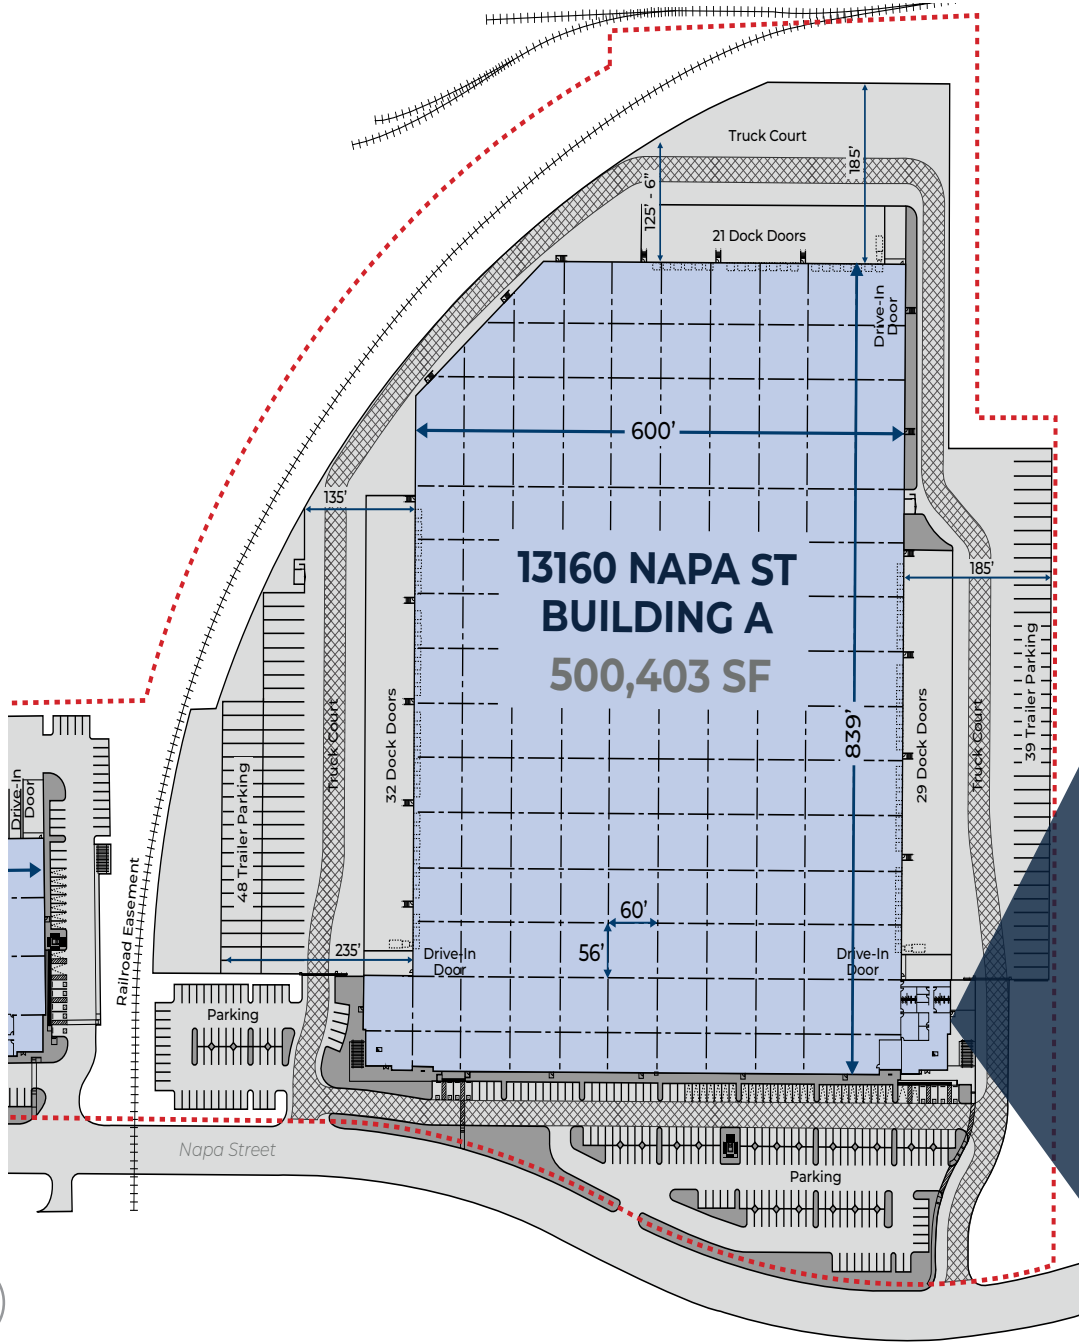 Truck Court
185'
125' - 6"
21 Dock Doors
Drive-In
Door
600'
135'
13160 NAPA ST
BUILDING A
500,403 SF
185'
39 Trailer Parking
Truck Court
29 Dock Doors
839'
32 Dock Doors
Truck Court
48 Trailer Parking
Drive-In
Door
Railroad Easement
60'
56'
235'
Drive-In
Door
Drive-In
Door
Parking
Napa Street
Parking